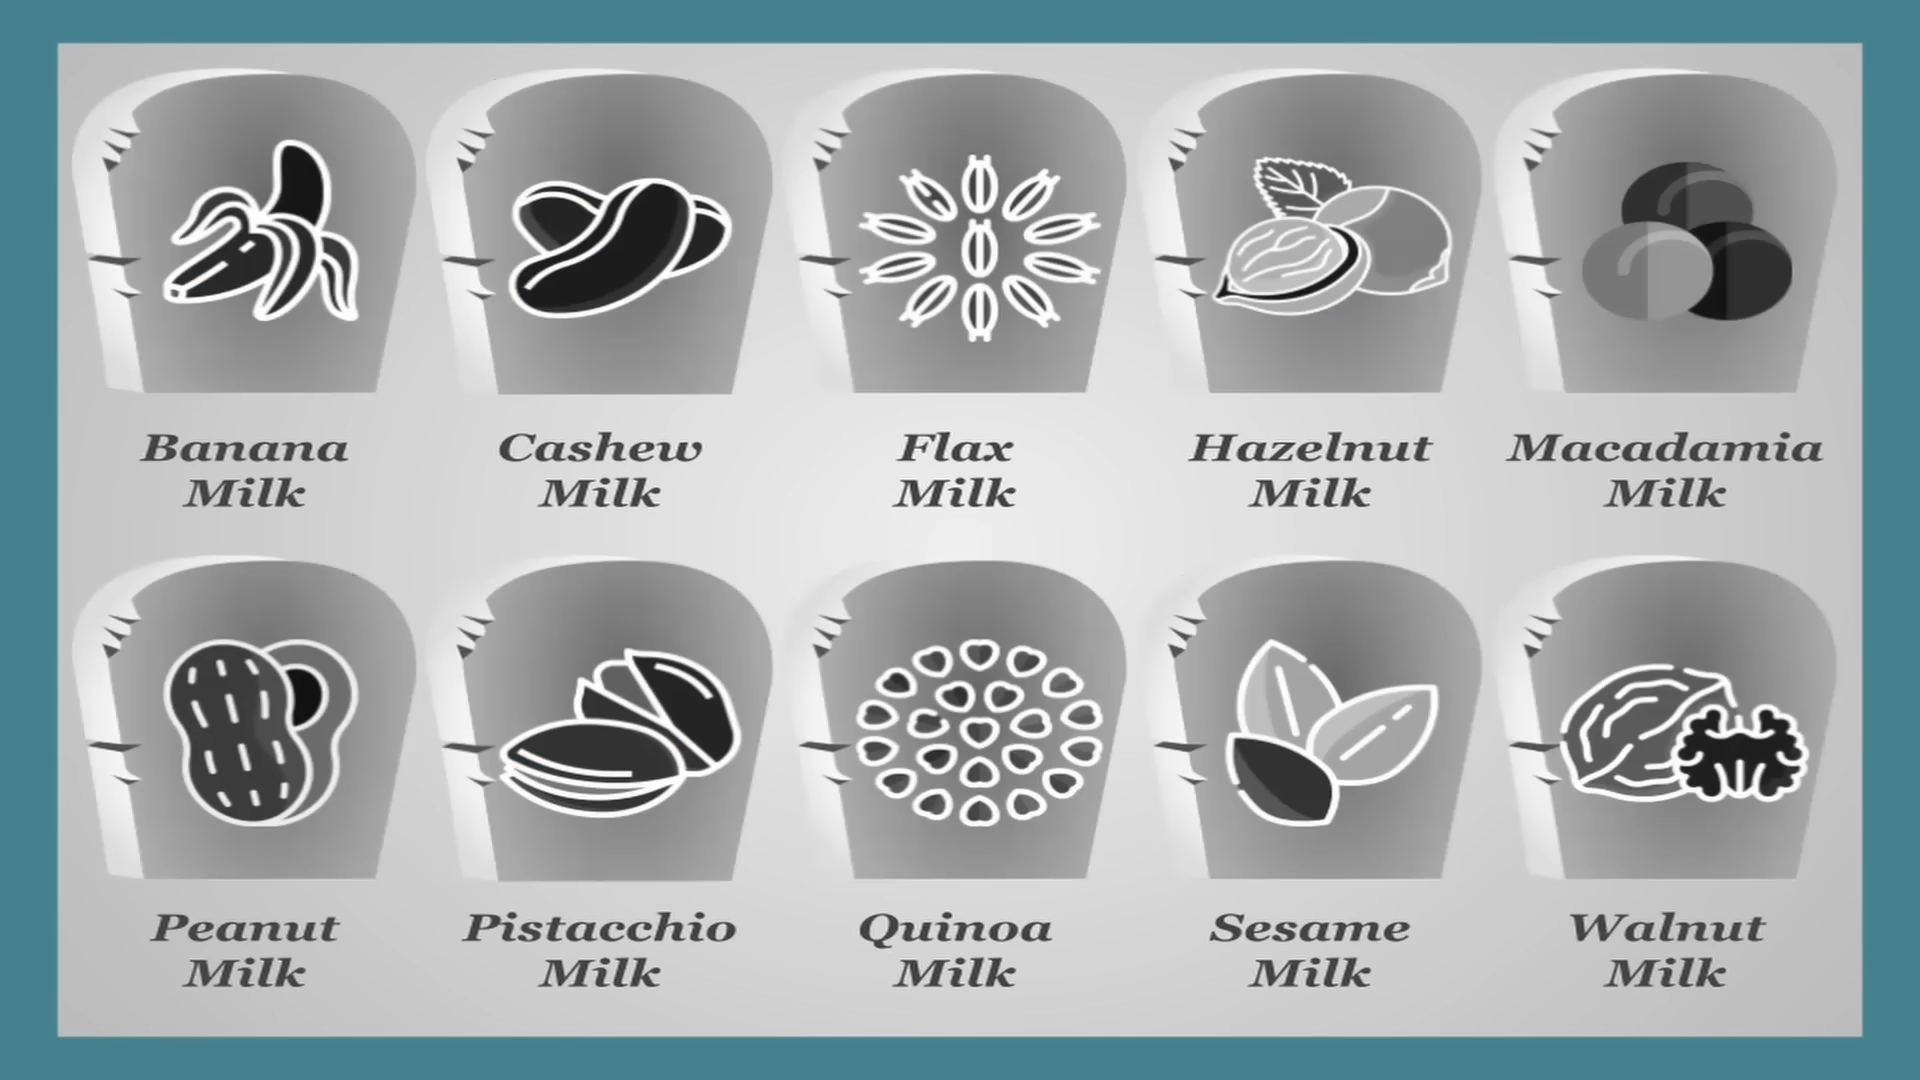 Banana
Milk
Cashew
Milk
Flax
Milk
Hazelnut
Milk
Macadamia
Milk
Peanut
Milk
Pistacchio
Milk
Quinoa
Milk
Sesame
Milk
Walnut
Milk